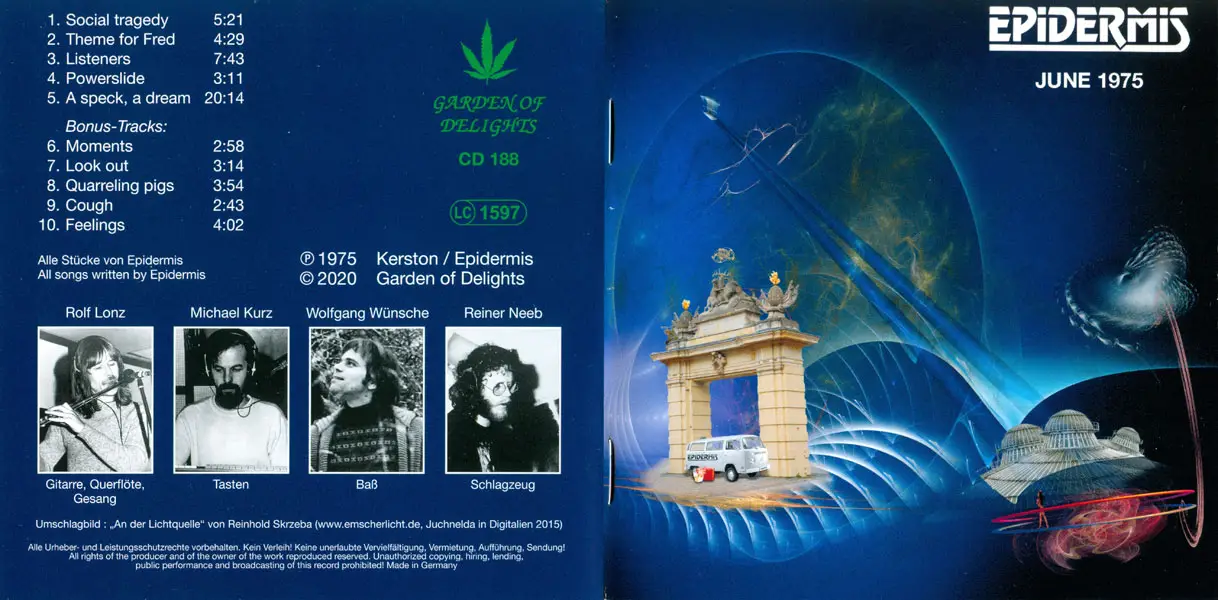 1. Social tragedy 5:21
2. Theme for Fred 4:29
3. Listeners 7:43
4. Powerslide 3:11
5. A speck, a dream 20:14
Bonus-Tracks:
6. Moments 2:58
7. Look out 3:14
8. Quarreling pigs 3:54
9. Cough 2:43
10. Feelings 4:02
GARDEN OF
DELIGHTS
CD 188
LC 1597
Alle Stücke von Epidermis
All songs written by Epidermis
℗ 1975 Kerston / Epidermis
© 2020 Garden of Delights
Rolf Lonz
Michael Kurz
Wolfgang Wünsche
Reiner Neeb
Gitarre, Querflöte,
Gesang
Tasten
Baß
Schlagzeug
Umschlagbild : „An der Lichtquelle“ von Reinhold Skrzeba (www.emscherlicht.de, Juchnelda in Digitalien 2015)
Alle Urheber- und Leistungsschutzrechte vorbehalten. Kein Verleih! Keine unerlaubte Vervielfältigung, Vermietung, Aufführung, Sendung!
All rights of the producer and of the owner of the work reproduced reserved. Unauthorized copying, hiring, lending,
public performance and broadcasting of this record prohibited! Made in Germany
EPiDERMiS
JUNE 1975
EPiDERMiS